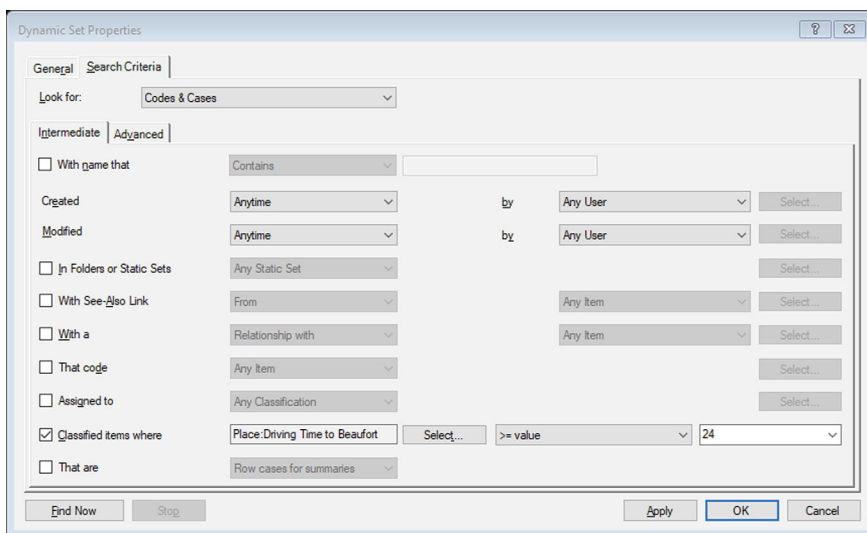 Dynamic Set Properties
General Search Criteria
Look for: Codes & Cases
Intermediate Advanced
With name that Contains
Created Anytime by Any User Select...
Modified Anytime by Any User Select...
In Folders or Static Sets Any Static Set Select...
With See-Also Link From Any Item Select...
With a Relationship with Any Item Select...
That code Any Item Select...
Assigned to Any Classification Select...
Classified items where Place:Driving Time to Beaufort Select... >= value 24
That are Row cases for summaries
Find Now Stop Apply OK Cancel